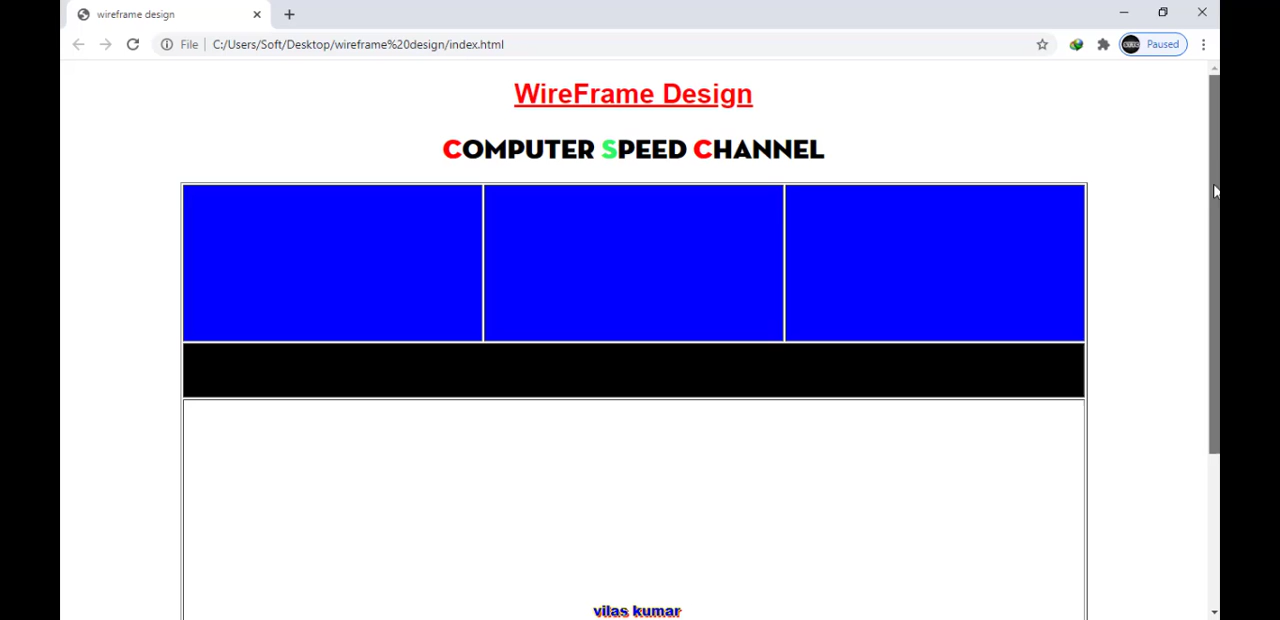 wireframe design
File C:/Users/Soft/Desktop/wireframe%20design/index.html
Paused
WireFrame Design
COMPUTER SPEED CHANNEL
vilas kumar